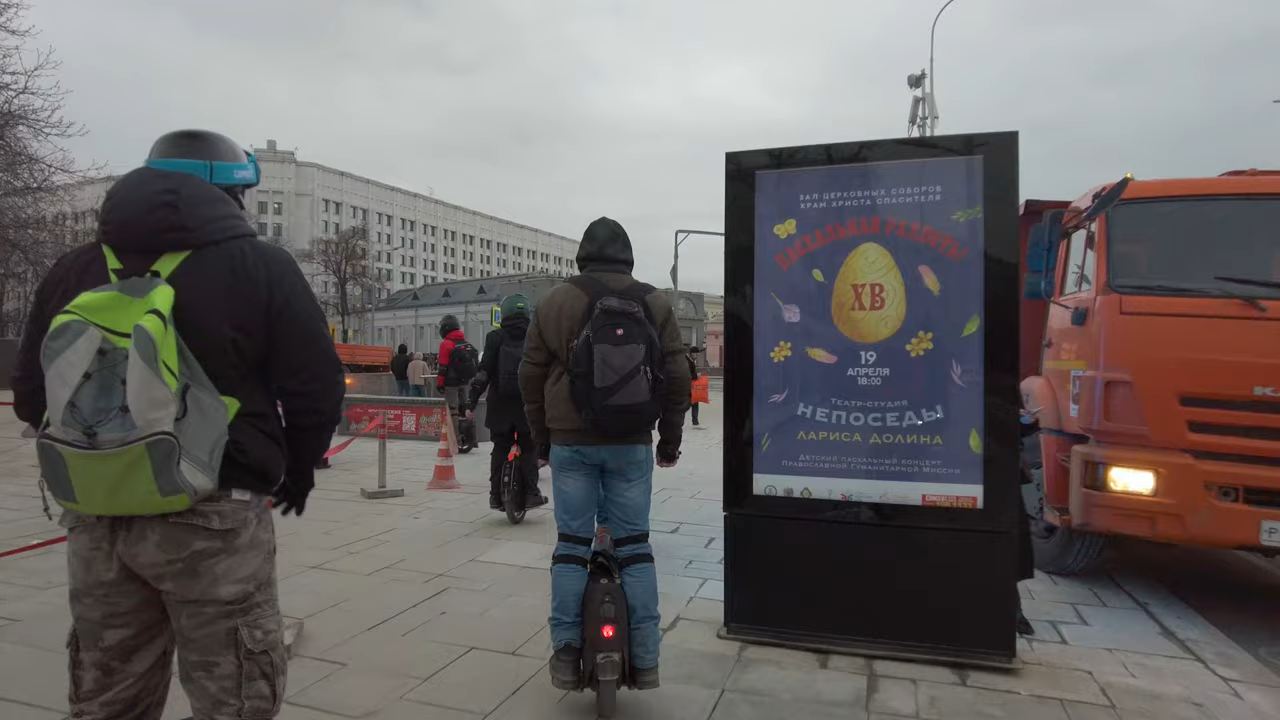 ЗАЛ ЦЕРКОВНЫХ СОБОРОВ
ХРАМ ХРИСТА СПАСИТЕЛЯ
ПАСХАЛЬНАЯ РАДОСТЬ!
ХВ
19
АПРЕЛЯ
18:00
ТЕАТР-СТУДИЯ
НЕПОСЕДЫ
ЛАРИСА ДОЛИНА
ДЕТСКИЙ ПАСХАЛЬНЫЙ КОНЦЕРТ
ПРАВОСЛАВНОЙ ГУМАНИТАРНОЙ МИССИИ